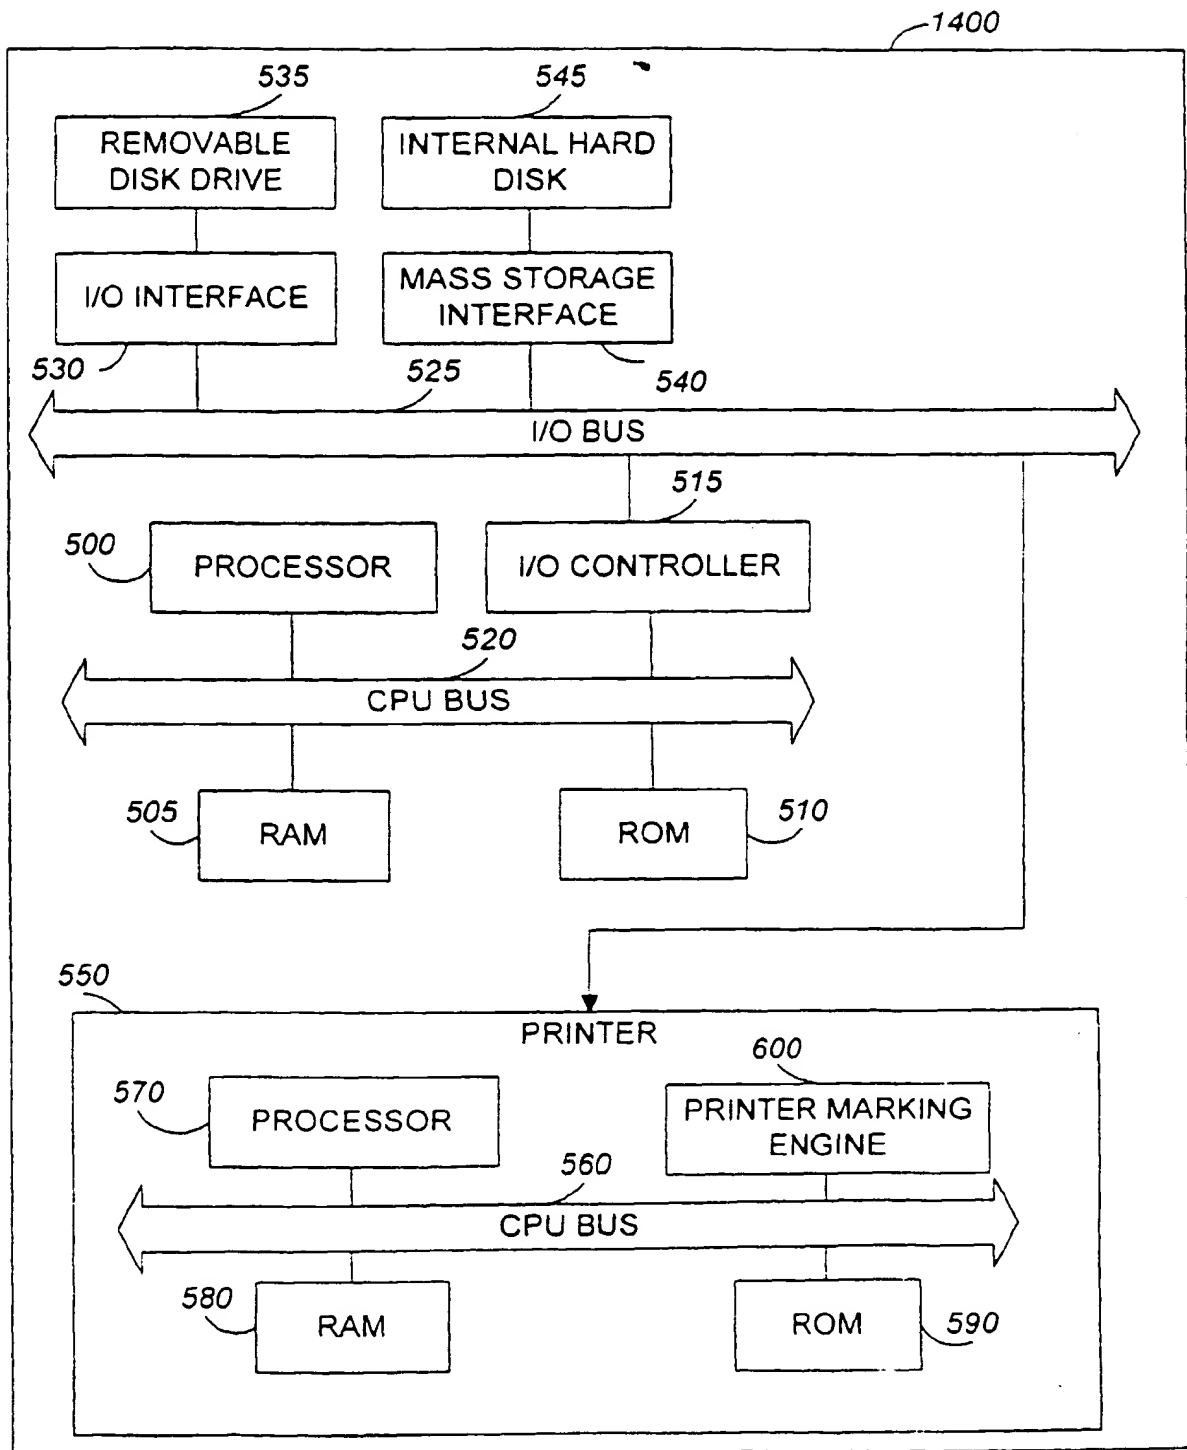 1400
535
545
REMOVABLE
DISK DRIVE
INTERNAL HARD
DISK
I/O INTERFACE
MASS STORAGE
INTERFACE
530
525
540
I/O BUS
515
500
PROCESSOR
I/O CONTROLLER
520
CPU BUS
505
RAM
ROM
510
550
PRINTER
600
570
PROCESSOR
PRINTER MARKING
ENGINE
560
CPU BUS
580
RAM
ROM
590